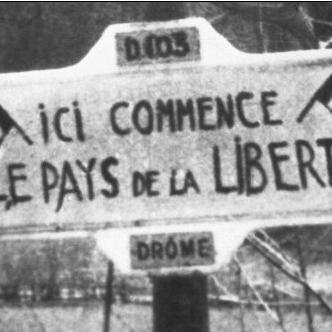 D.103
ici COMMENCE
LE PAYS DE LA LIBERT
DRÔME